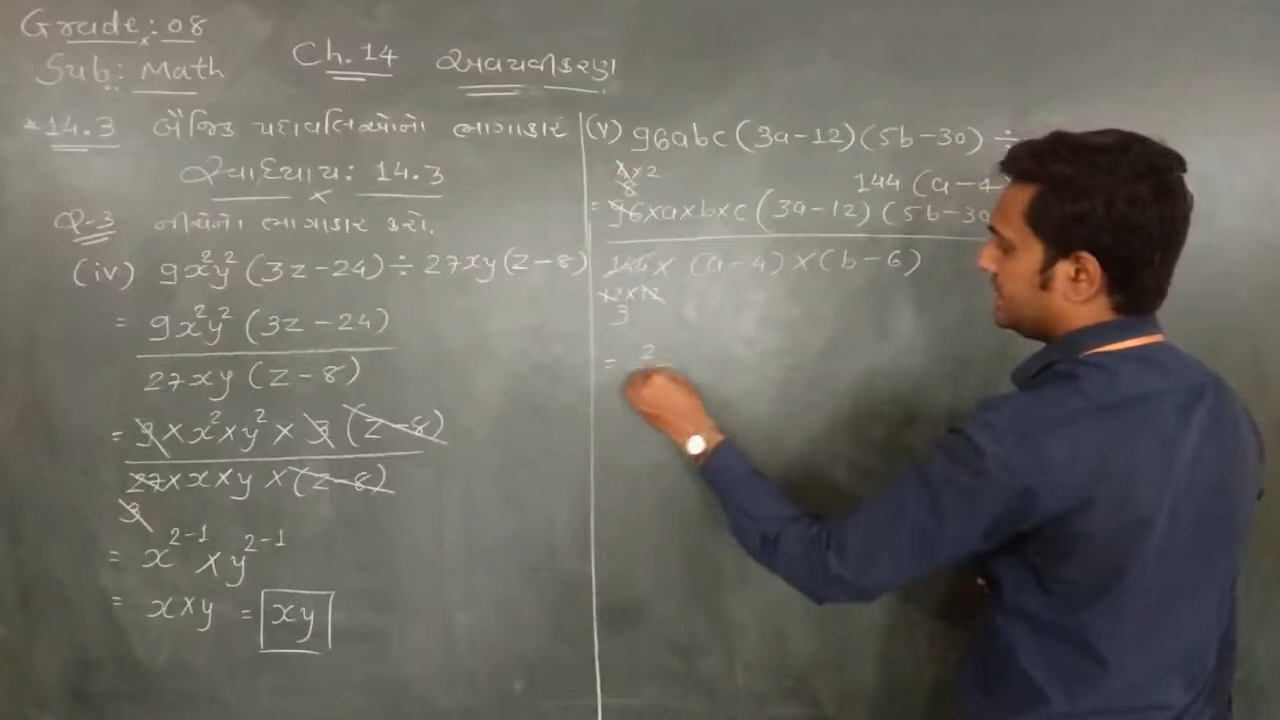 Grade: 08
Sub: Math
Ch. 14 અવયવીકરણ
* 14.3 બૈજિક પદાવલિઓનો ભાગાકાર
સ્વાધ્યાય: 14.3
Q-3 નીચેનો ભાગાકાર કરો.
(iv) 9x²y² (3z-24) ÷ 27xy (z-8)
= 9x²y² (3z-24)
27xy (z-8)
= 9 × x² × y² × 3 (z-8)
27 × x × y × (z-8)
3
= x²⁻¹ × y²⁻¹
= x × y = xy
(v) 96abc (3a-12) (5b-30) ÷
144 (a-4)
4 × 2
8
= 96 × a × b × c (3a-12) (5b-30
144 × (a-4) × (b-6)
12 × 12
3
= 2